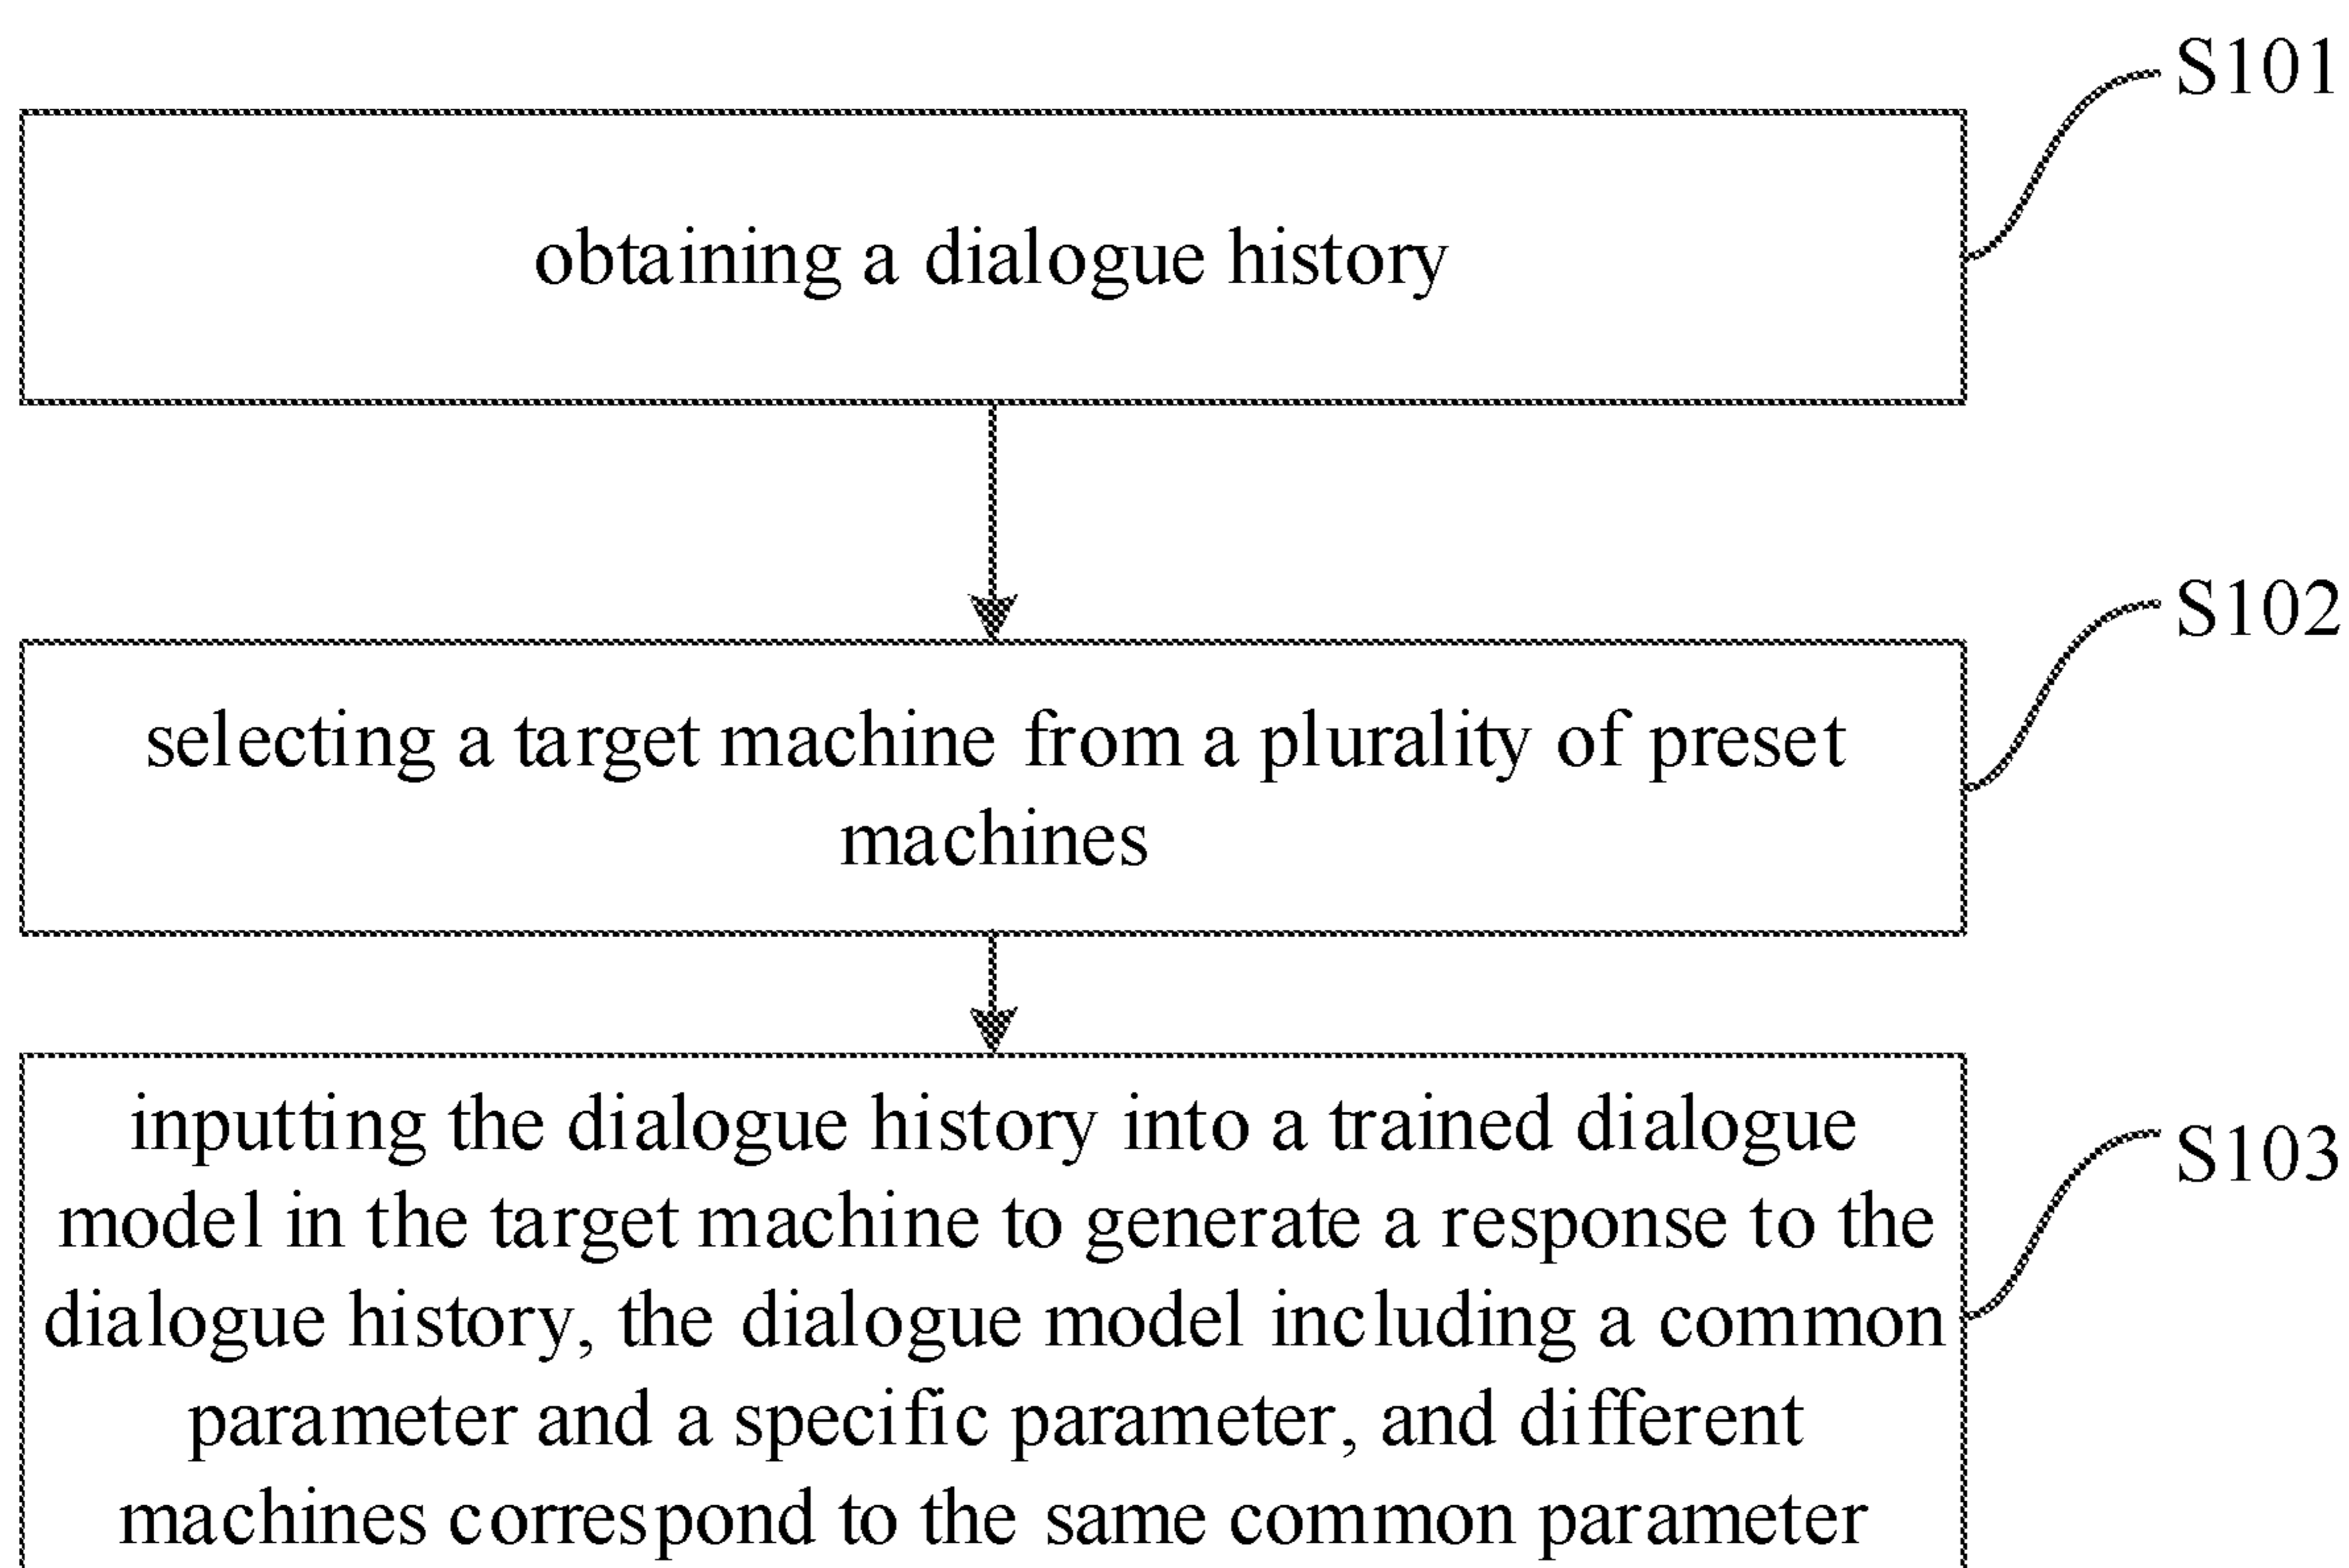 S101
obtaining a dialogue history
S102
selecting a target machine from a plurality of preset
machines
inputting the dialogue history into a trained dialogue
model in the target machine to generate a response to the
S103
dialogue history, the dialogue model including a common
parameter and a specific parameter, and different
machines correspond to the same common parameter